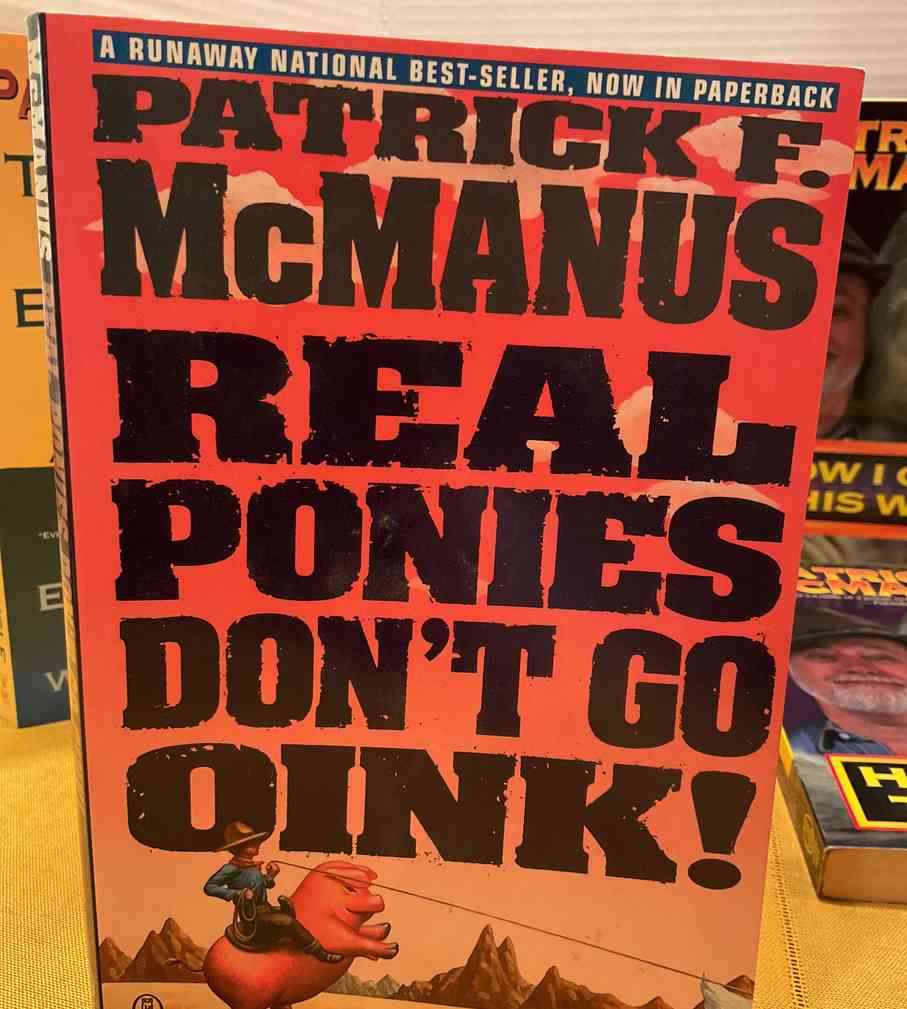 A RUNAWAY NATIONAL BEST-SELLER, NOW IN PAPERBACK
PATRICK F.
McMANUS
REAL
PONIES
DON'T GO
OINK!